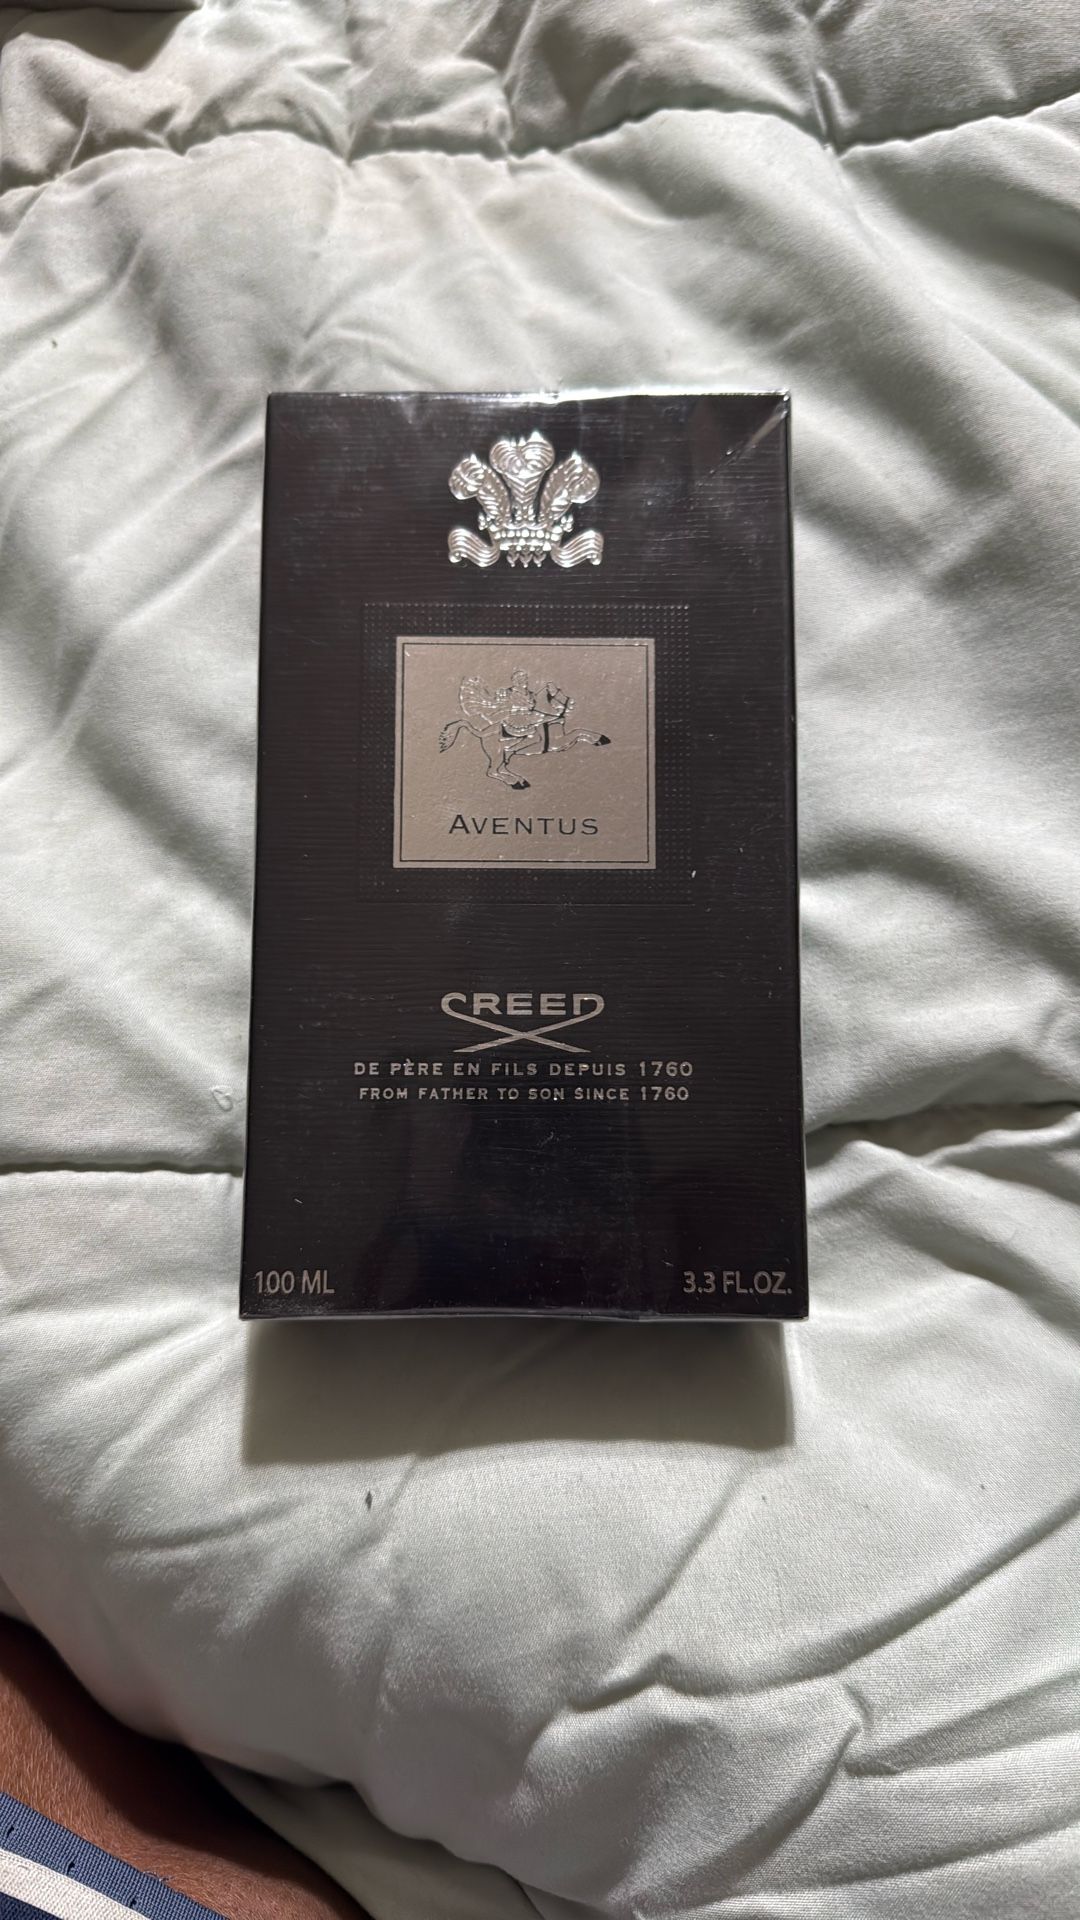 AVENTUS
CREED
DE PÈRE EN FILS DEPUIS 1760
FROM FATHER TO SON SINCE 1760
100 ML
3.3 FL.OZ.